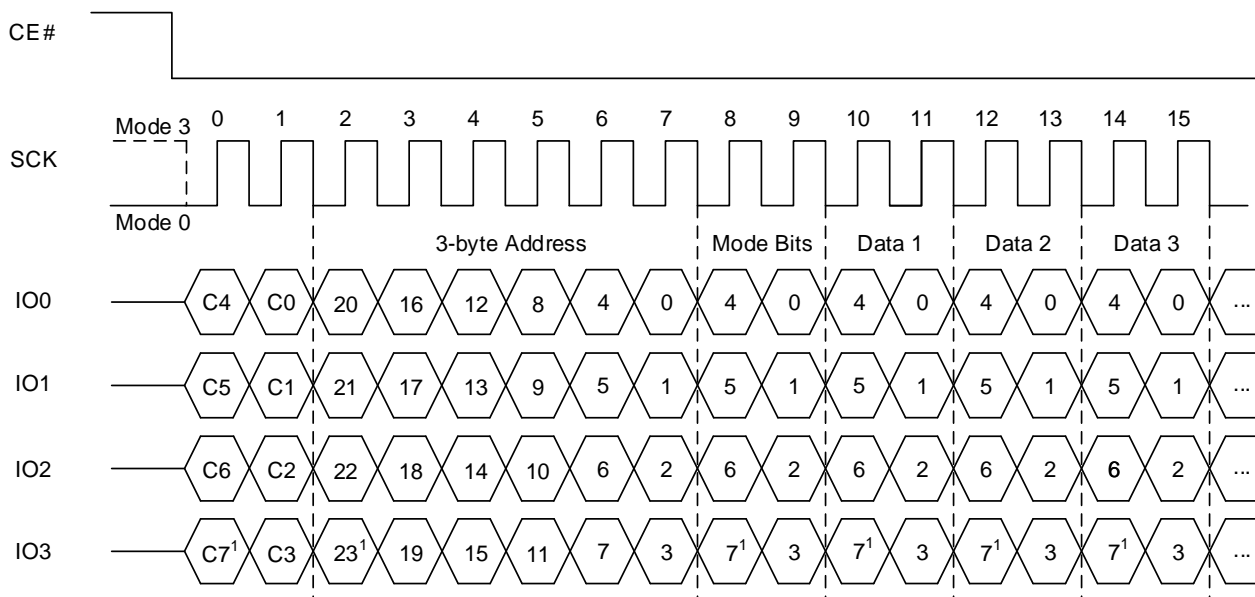 CE#
Mode 3 0 1 2 3 4 5 6 7 8 9 10 11 12 13 14 15
SCK
Mode 0
3-byte Address Mode Bits Data 1 Data 2 Data 3
IO0 C4 C0 20 16 12 8 4 0 4 0 4 0 4 0 4 0 ...
IO1 C5 C1 21 17 13 9 5 1 5 1 5 1 5 1 5 1 ...
IO2 C6 C2 22 18 14 10 6 2 6 2 6 2 6 2 6 2 ...
IO3 C7¹ C3 23¹ 19 15 11 7 3 7¹ 3 7¹ 3 7¹ 3 7¹ 3 ...